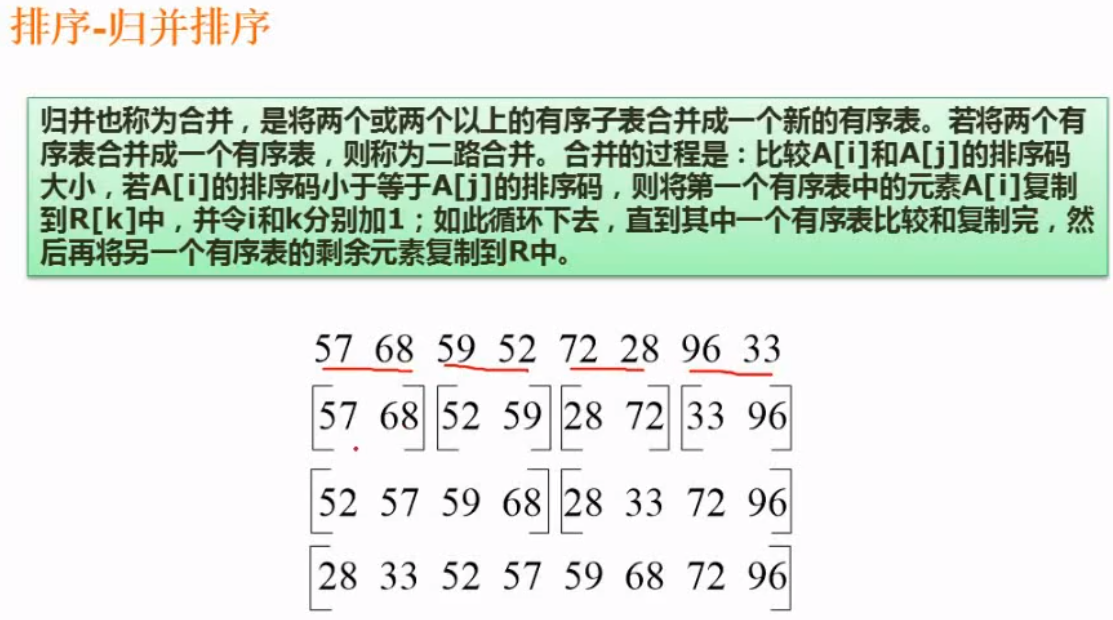 排序-归并排序
归并也称为合并，是将两个或两个以上的有序子表合并成一个新的有序表。若将两个有
序表合并成一个有序表，则称为二路合并。合并的过程是：比较A[i]和A[j]的排序码
大小，若A[i]的排序码小于等于A[j]的排序码，则将第一个有序表中的元素A[i]复制
到R[k]中，并令i和k分别加1；如此循环下去，直到其中一个有序表比较和复制完，然
后再将另一个有序表的剩余元素复制到R中。
57 68 59 52 72 28 96 33
[57 68] [52 59] [28 72] [33 96]
[52 57 59 68] [28 33 72 96]
[28 33 52 57 59 68 72 96]